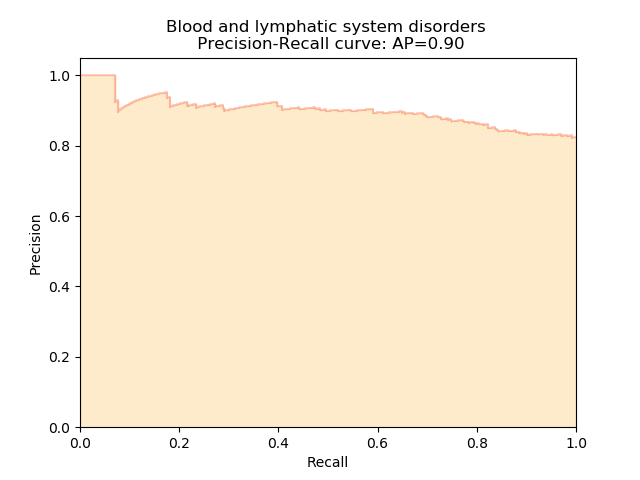 Blood and lymphatic system disorders
Precision-Recall curve: AP=0.90
1.0
0.8
0.6
0.4
0.2
0.0
Precision
0.0 0.2 0.4 0.6 0.8 1.0
Recall